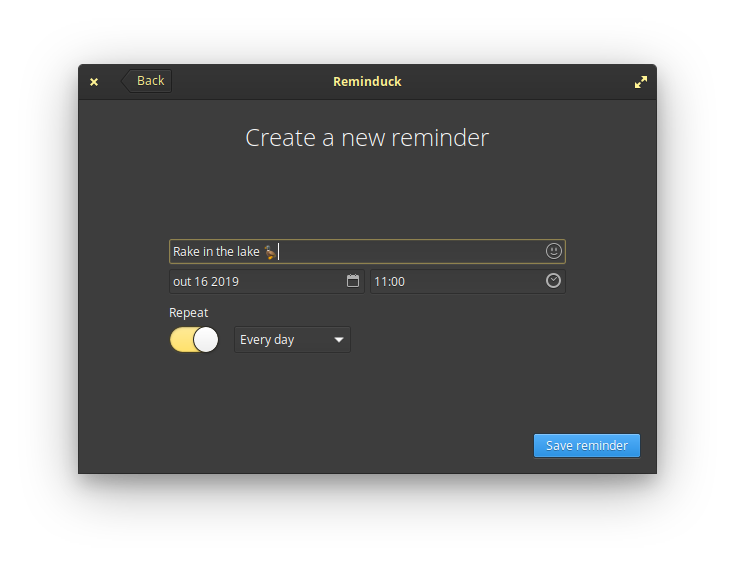 Back
Reminduck
Create a new reminder
Rake in the lake 🦆
out 16 2019
11:00
Repeat
Every day
Save reminder